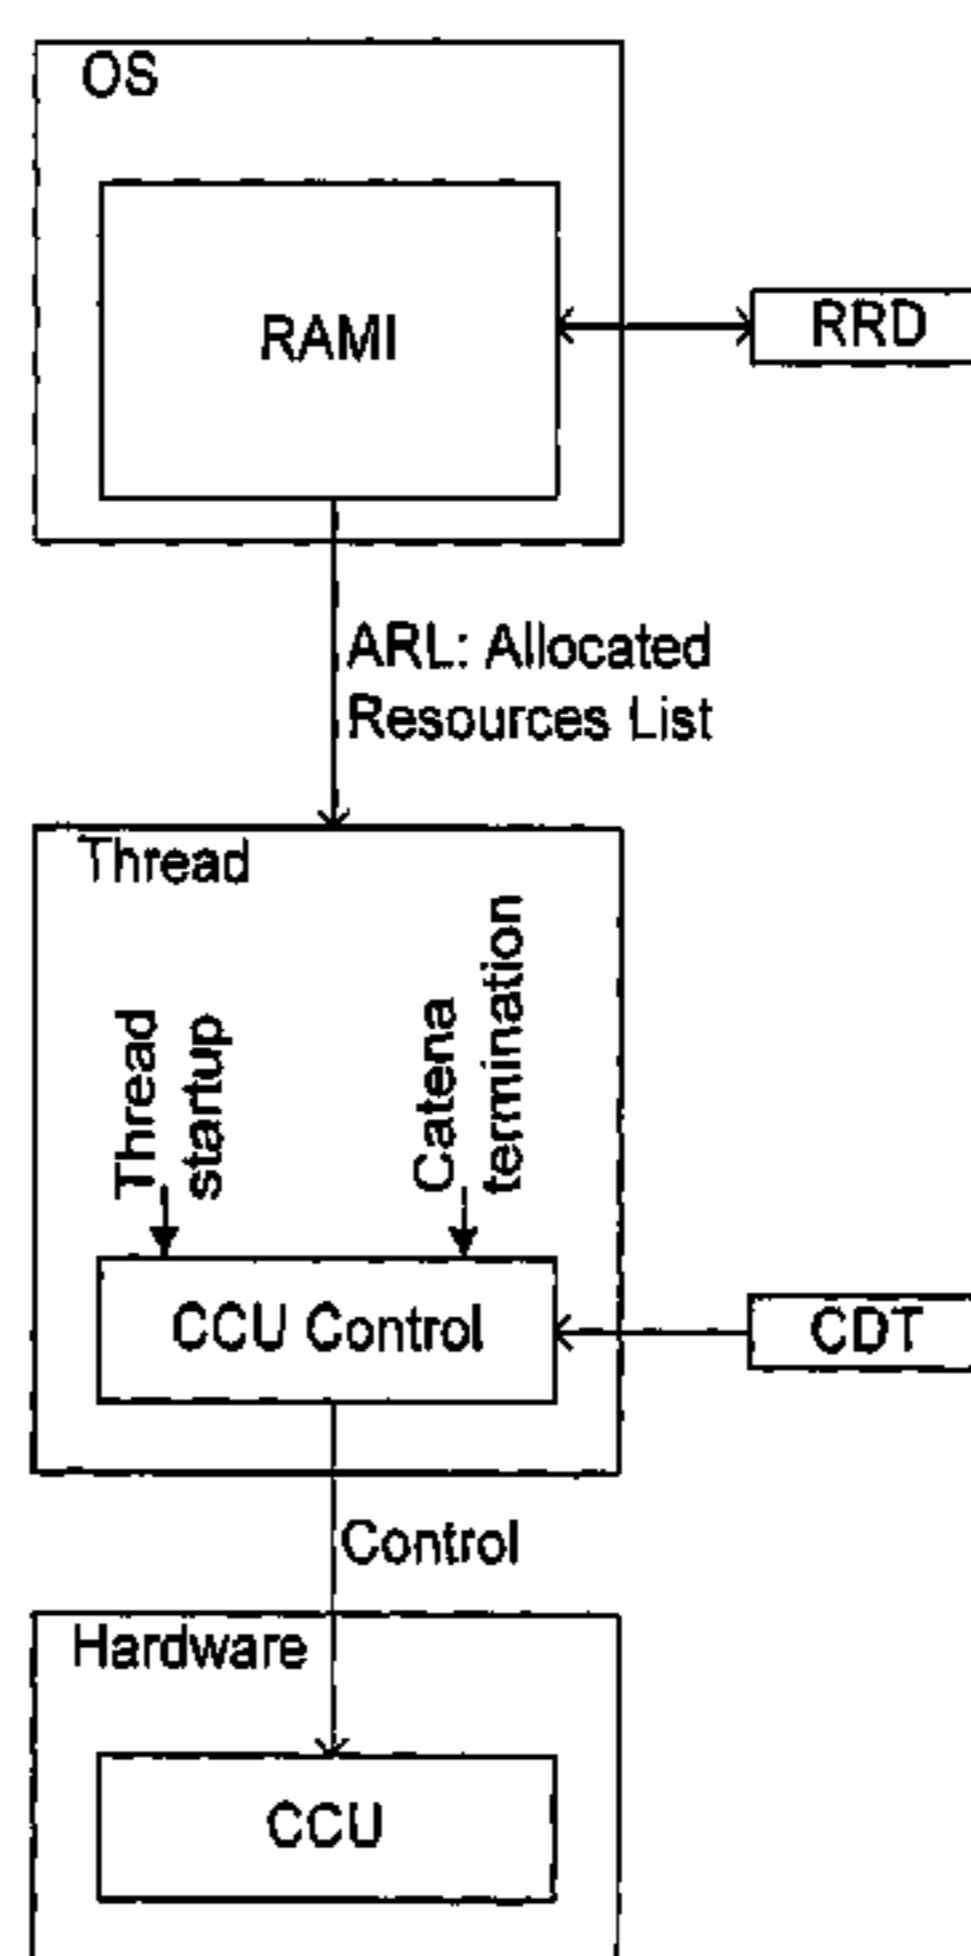 OS
RAMI
RRD
ARL: Allocated
Resources List
Thread
Thread
startup
Catena
termination
CCU Control
CDT
Control
Hardware
CCU